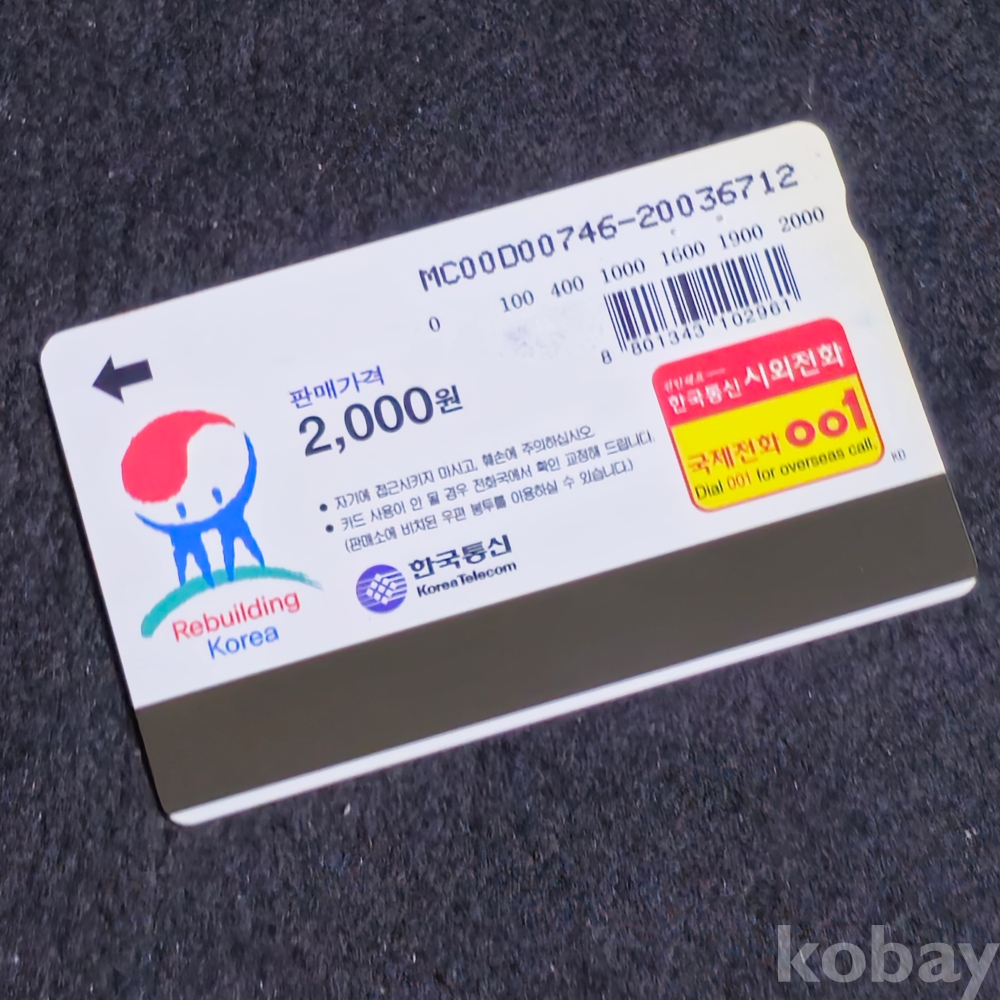 MC00D00746-20036712
0 100 400 1000 1600 1900 2000
8 801343 102961
판매가격
2,000원
한국통신 시외전화
국제전화 001
Dial 001 for overseas call.
KD
● 자기에 접근시키지 마시고, 훼손에 주의하십시오
● 카드 사용이 안 될 경우 전화국에서 확인 교정해 드립니다.
(판매소에 비치된 우편 봉투를 이용하실 수 있습니다.)
한국통신
Korea Telecom
Rebuilding
Korea
kobay